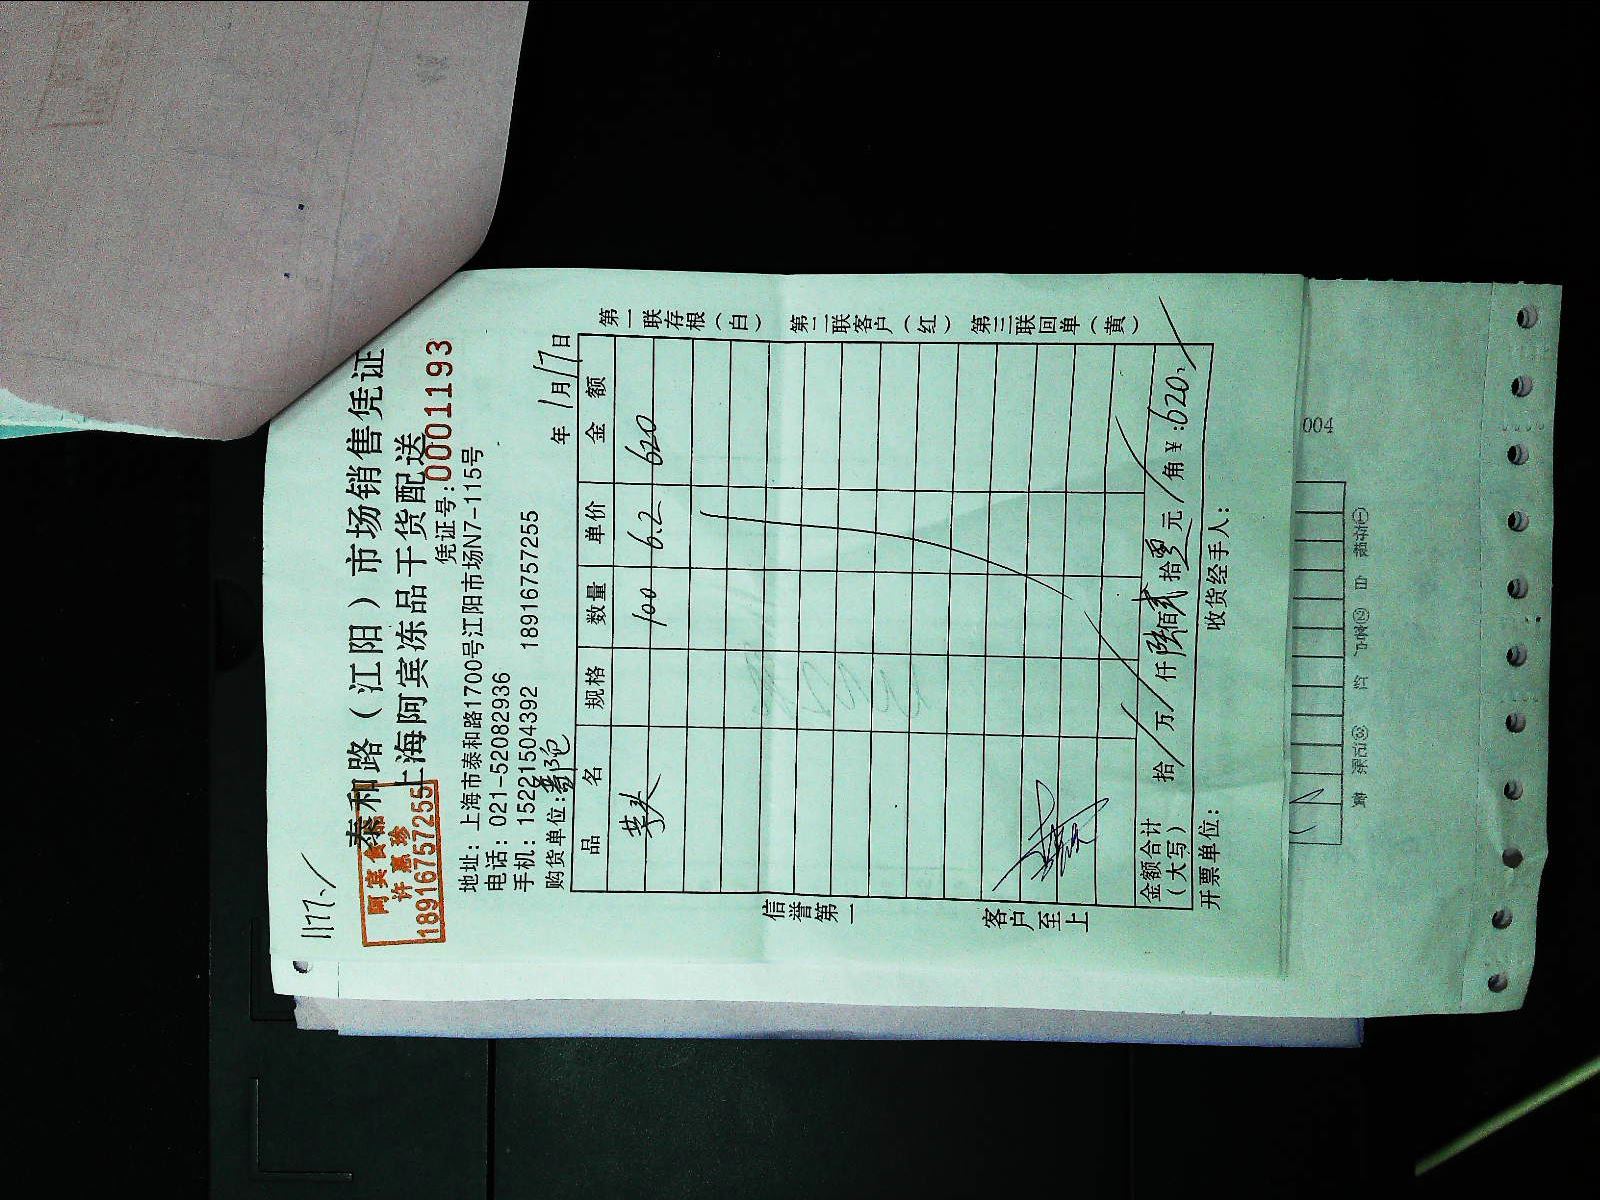 1177.
泰和路（江阳）市场销售凭证
上海阿宾冻品干货配送
阿宾食品
许惠珍
18916757255
凭证号:0001193
地址：上海市泰和路1700号江阳市场N7-115号
电话：021-52082936
手机：15221504392 18916757255
购货单位: 年 1月17日
品名 规格 数量 单价 金额
100 6.2 620
金额合计（大写） 拾 万 仟 陆佰贰拾零元 角 ￥:620.
开票单位： 收货经手人：
信誉第一 客户至上
第一联存根（白） 第二联客户（红） 第三联回单（黄）
004